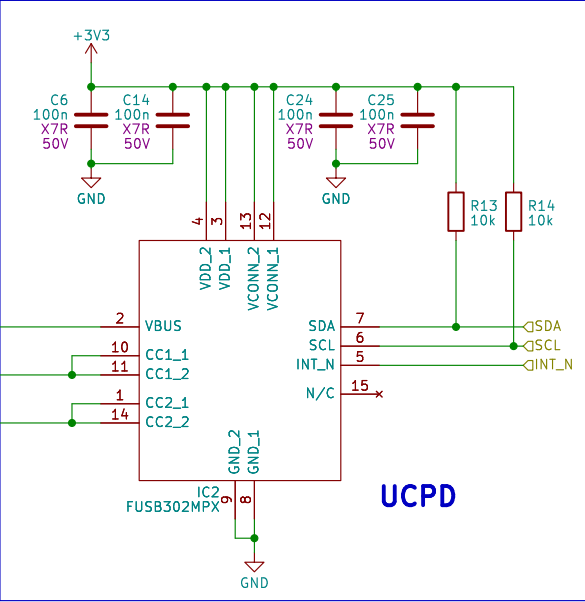 +3V3
C6
100n
X7R
50V
C14
100n
X7R
50V
C24
100n
X7R
50V
C25
100n
X7R
50V
GND
GND
R13
10k
R14
10k
4
3
13
12
VDD_2
VDD_1
VCONN_2
VCONN_1
2
VBUS
10
CC1_1
11
CC1_2
1
CC2_1
14
CC2_2
SDA
7
SDA
SCL
6
SCL
INT_N
5
INT_N
N/C
15
GND_2
GND_1
9
8
IC2
FUSB302MPX
UCPD
GND